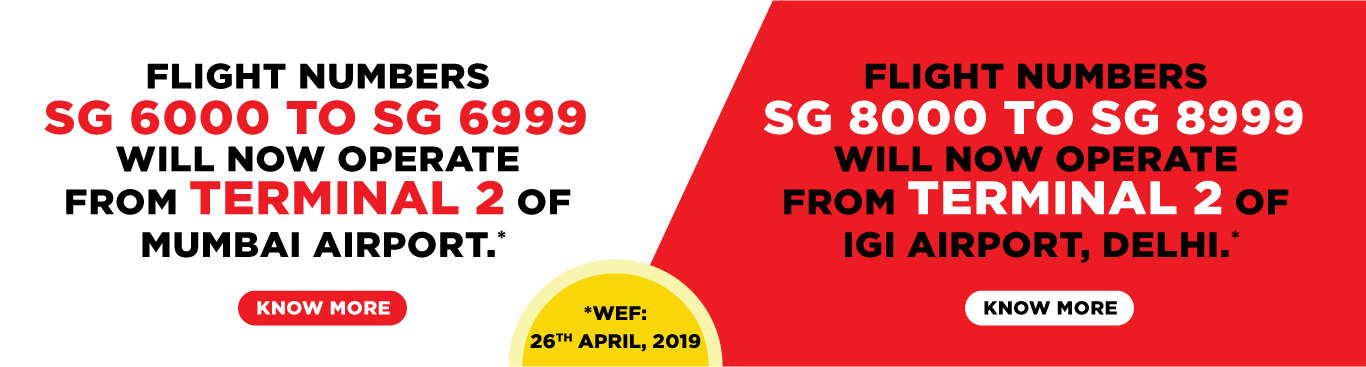 FLIGHT NUMBERS
SG 6000 TO SG 6999
WILL NOW OPERATE
FROM TERMINAL 2 OF
MUMBAI AIRPORT.*
KNOW MORE
*WEF:
26TH APRIL, 2019
FLIGHT NUMBERS
SG 8000 TO SG 8999
WILL NOW OPERATE
FROM TERMINAL 2 OF
IGI AIRPORT, DELHI.*
KNOW MORE